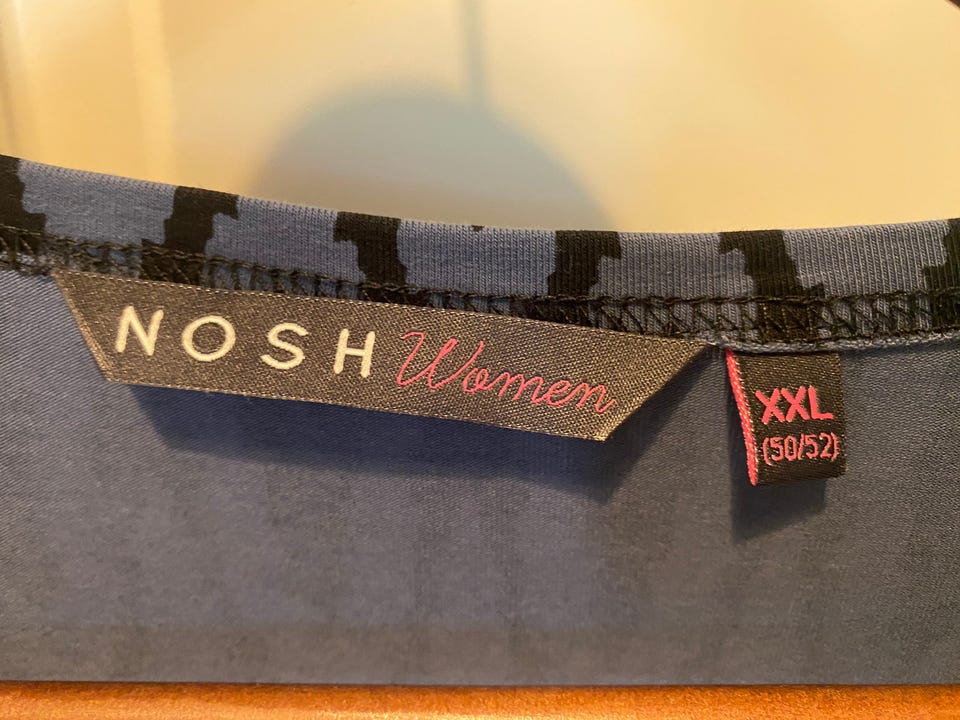 NOSH Women
XXL
(50/52)